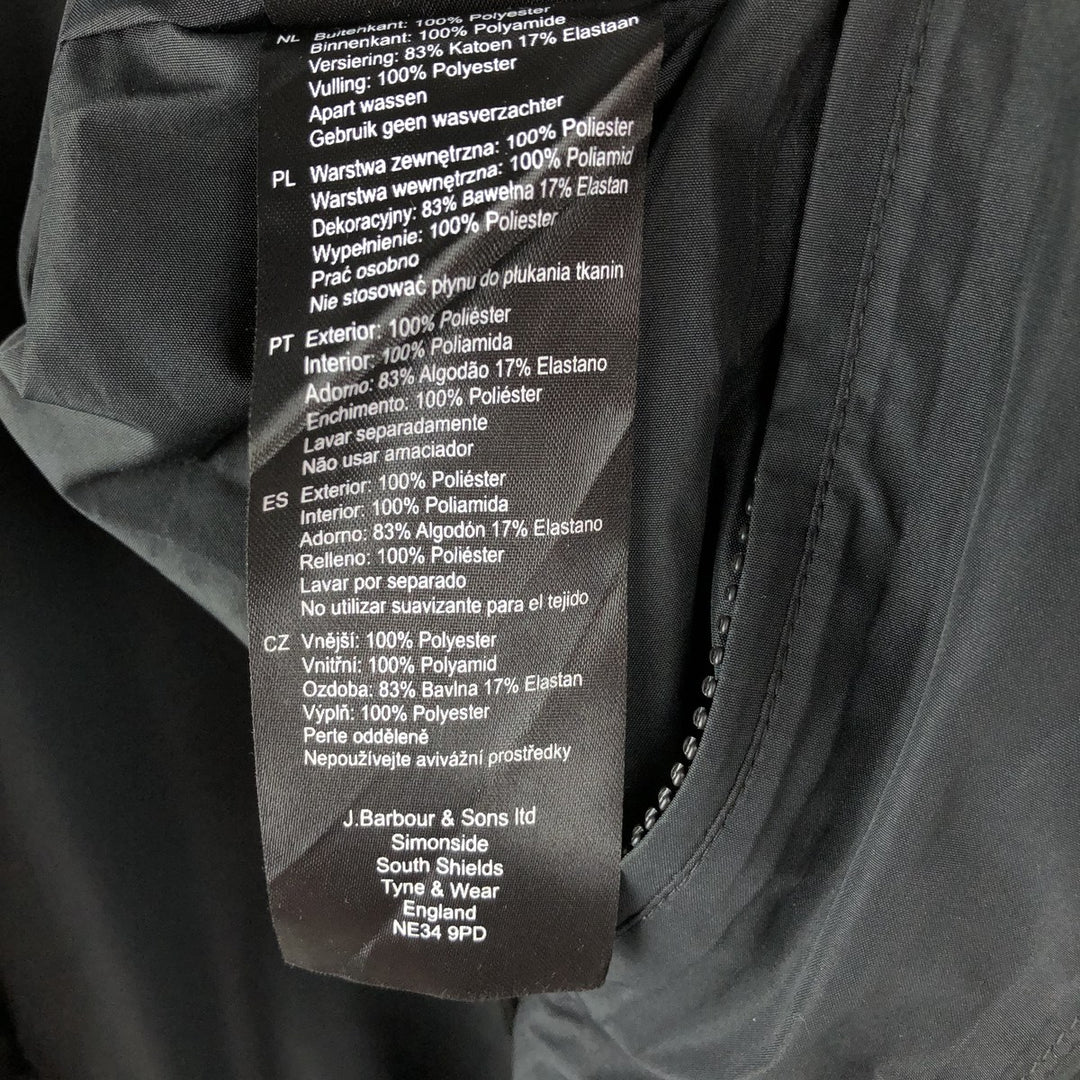 NL Buitenkant: 100% Polyester
Binnenkant: 100% Polyamide
Versiering: 83% Katoen 17% Elastaan
Vulling: 100% Polyester
Apart wassen
Gebruik geen wasverzachter
PL Warstwa zewnętrzna: 100% Poliester
Warstwa wewnętrzna: 100% Poliamid
Dekoracyjny: 83% Bawełna 17% Elastan
Wypełnienie: 100% Poliester
Prać osobno
Nie stosować płynu do płukania tkanin
PT Exterior: 100% Poliéster
Interior: 100% Poliamida
Adorno: 83% Algodão 17% Elastano
Enchimento: 100% Poliéster
Lavar separadamente
Não usar amaciador
ES Exterior: 100% Poliéster
Interior: 100% Poliamida
Adorno: 83% Algodón 17% Elastano
Relleno: 100% Poliéster
Lavar por separado
No utilizar suavizante para el tejido
CZ Vnější: 100% Polyester
Vnitřní: 100% Polyamid
Ozdoba: 83% Bavlna 17% Elastan
Výplň: 100% Polyester
Perte odděleně
Nepoužívejte avivážní prostředky
J.Barbour & Sons ltd
Simonside
South Shields
Tyne & Wear
England
NE34 9PD